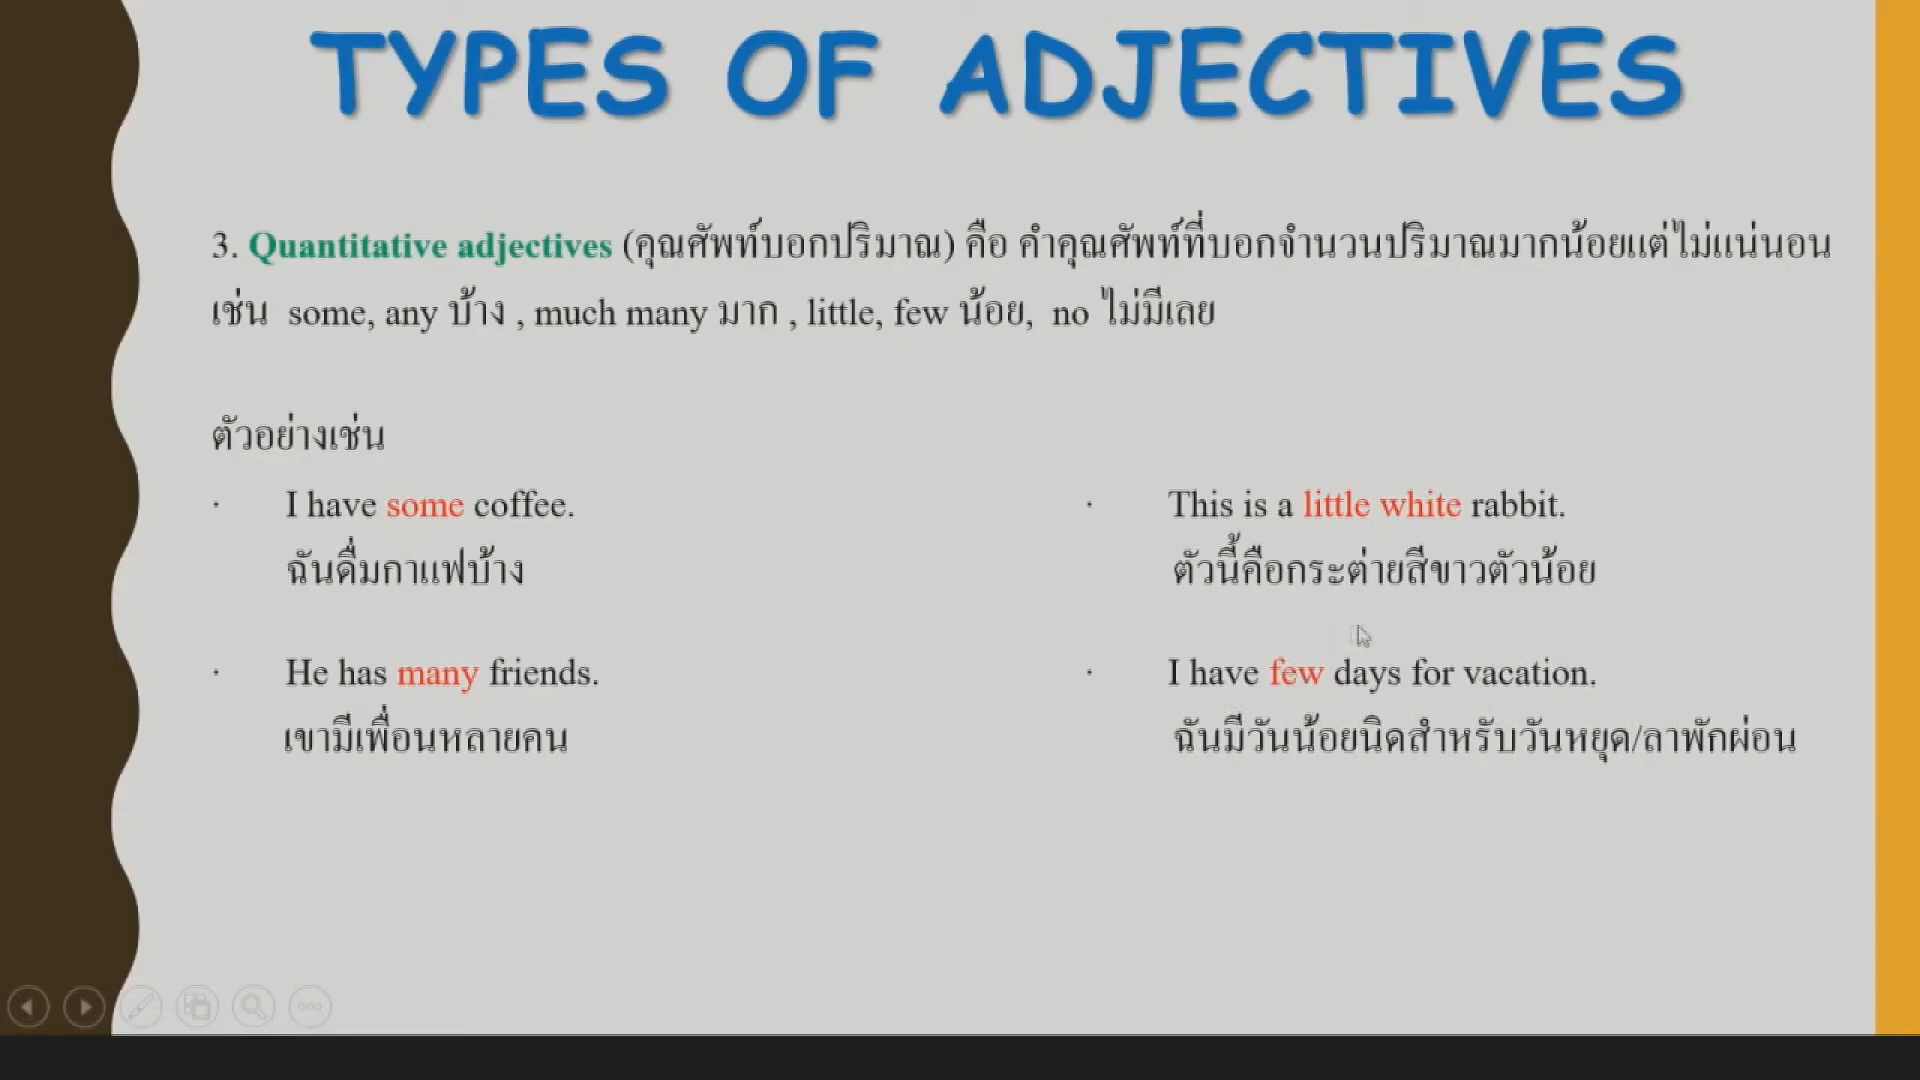 TYPES OF ADJECTIVES
3. Quantitative adjectives (คุณศัพท์บอกปริมาณ) คือ คำคุณศัพท์ที่บอกจำนวนปริมาณมากน้อยแต่ไม่แน่นอน
เช่น some, any บ้าง , much many มาก , little, few น้อย, no ไม่มีเลย
ตัวอย่างเช่น
· I have some coffee.
ฉันดื่มกาแฟบ้าง
· He has many friends.
เขามีเพื่อนหลายคน
· This is a little white rabbit.
ตัวนี้คือกระต่ายสีขาวตัวน้อย
· I have few days for vacation.
ฉันมีวันน้อยนิดสำหรับวันหยุด/ลาพักผ่อน